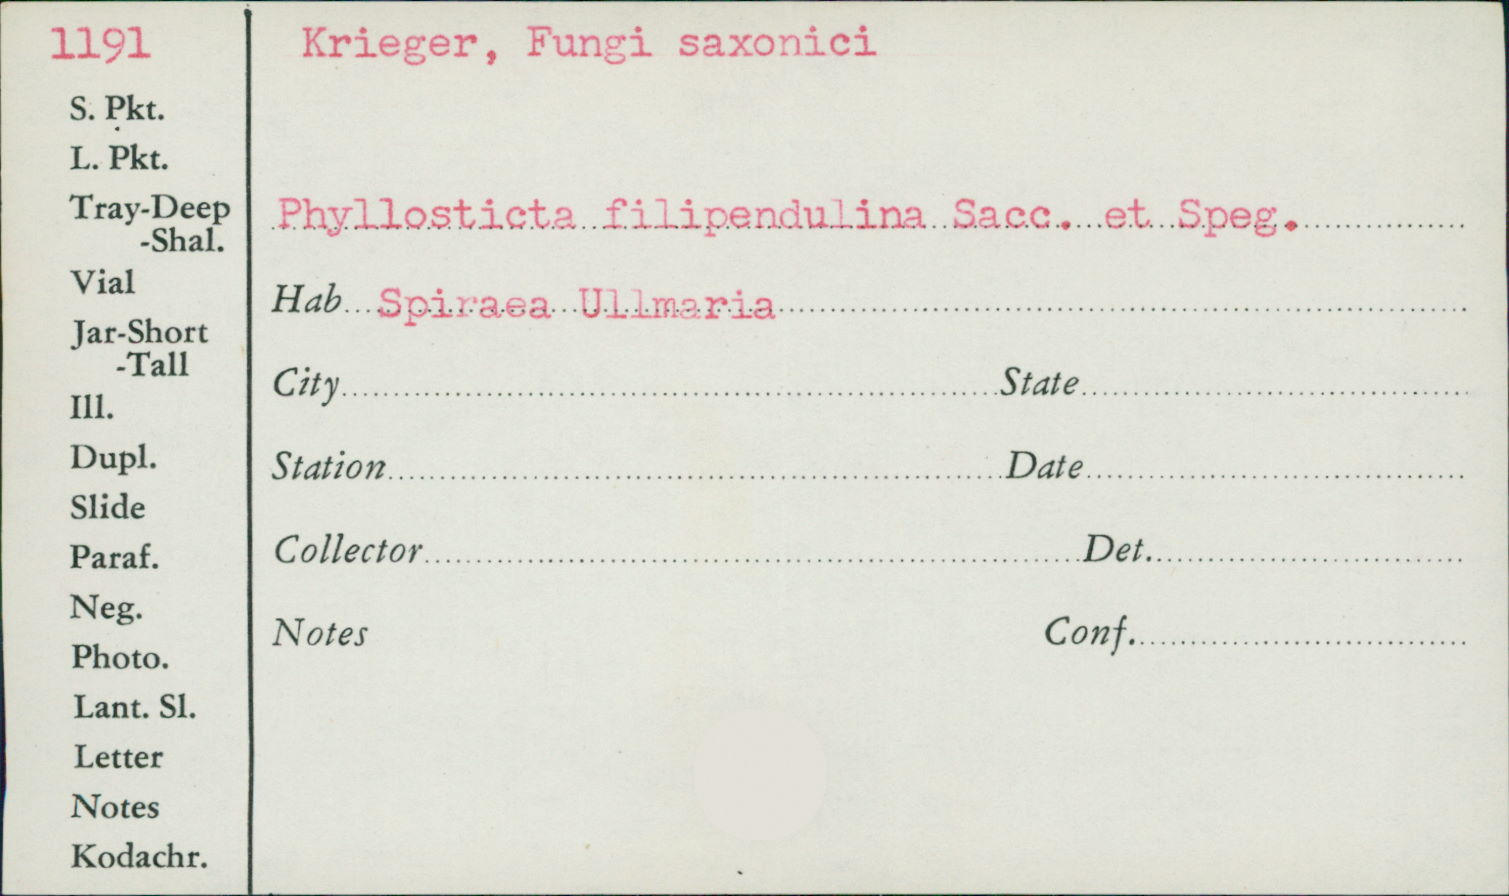 1191
Krieger, Fungi saxonici
S. Pkt.
L. Pkt.
Tray-Deep
-Shal.
Vial
Jar-Short
-Tall
Ill.
Dupl.
Slide
Paraf.
Neg.
Photo.
Lant. Sl.
Letter
Notes
Kodachr.
Phyllosticta filipendulina Sacc. et Speg.
Hab Spiraea Ullmaria
City State
Station Date
Collector Det.
Notes Conf.